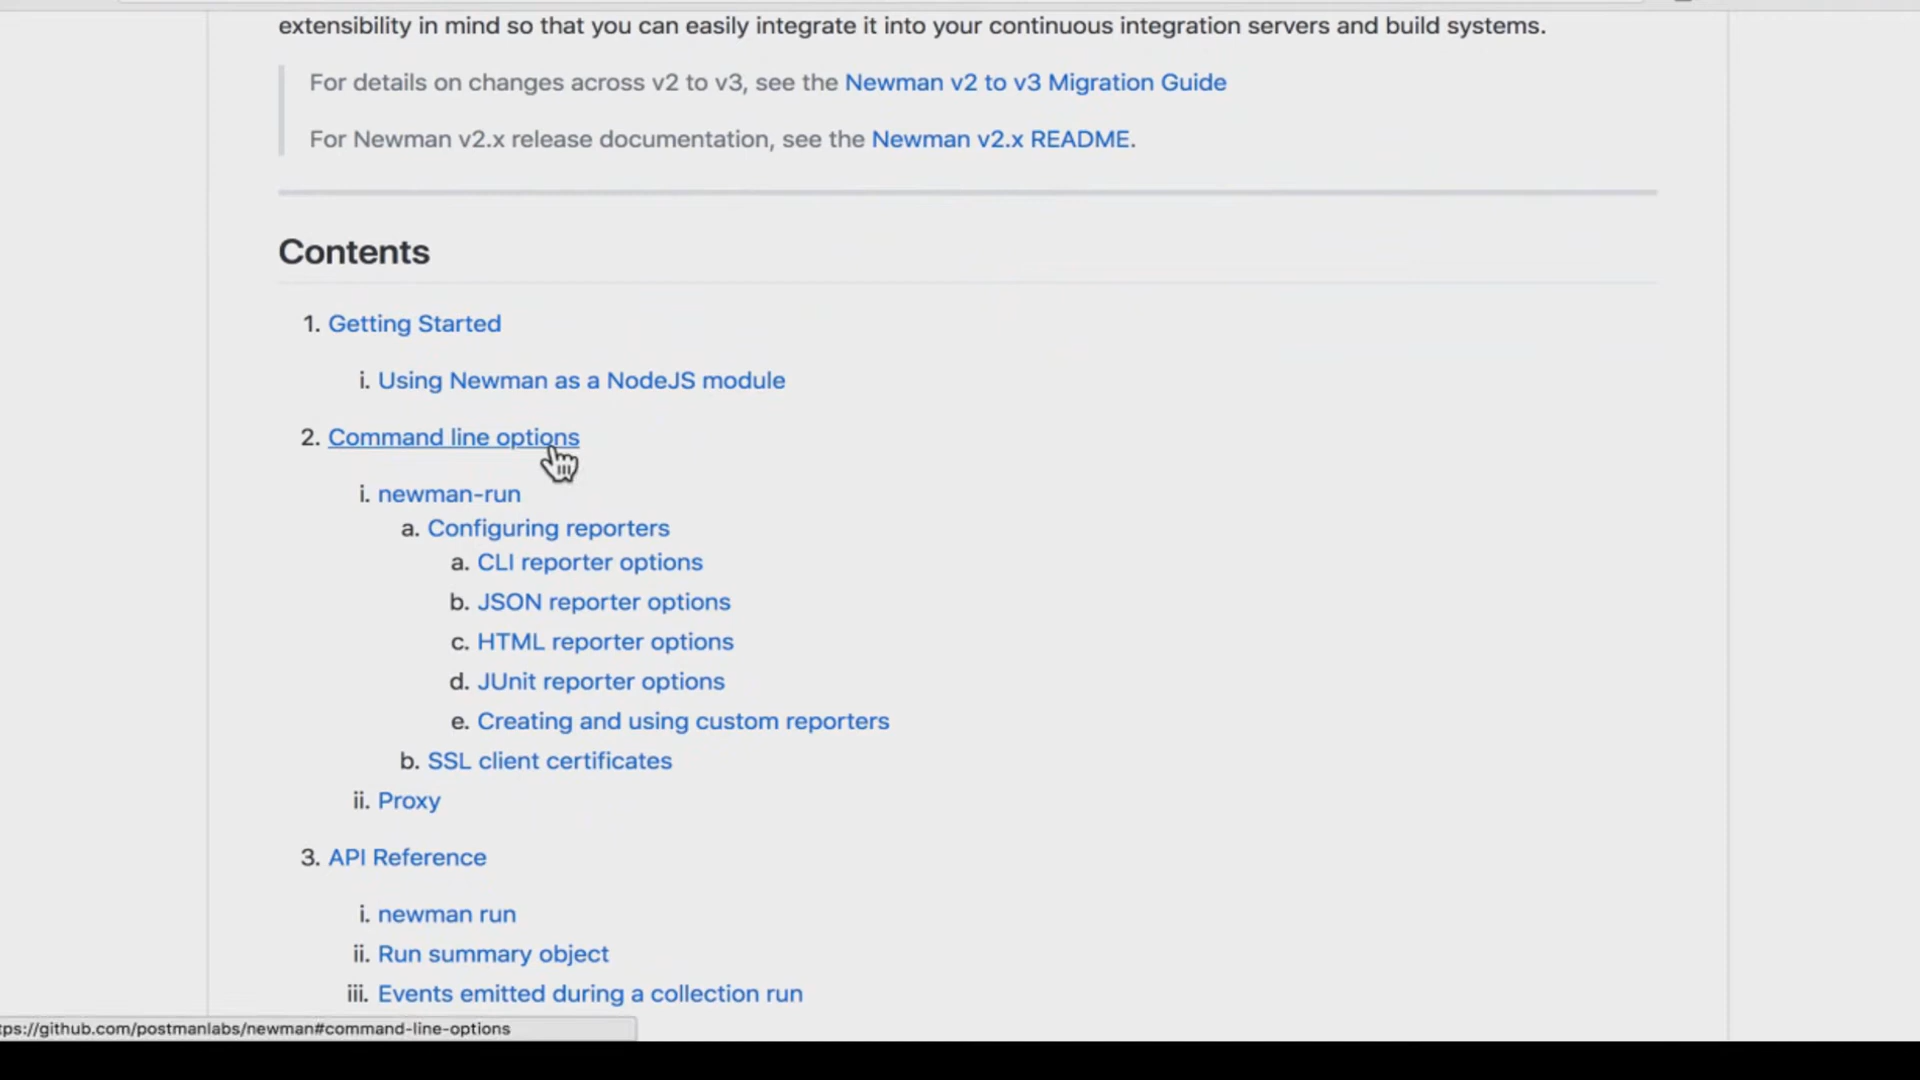 extensibility in mind so that you can easily integrate it into your continuous integration servers and build systems.
For details on changes across v2 to v3, see the Newman v2 to v3 Migration Guide
For Newman v2.x release documentation, see the Newman v2.x README.
Contents
1. Getting Started
i. Using Newman as a NodeJS module
2. Command line options
i. newman-run
a. Configuring reporters
a. CLI reporter options
b. JSON reporter options
c. HTML reporter options
d. JUnit reporter options
e. Creating and using custom reporters
b. SSL client certificates
ii. Proxy
3. API Reference
i. newman run
ii. Run summary object
iii. Events emitted during a collection run
tps://github.com/postmanlabs/newman#command-line-options